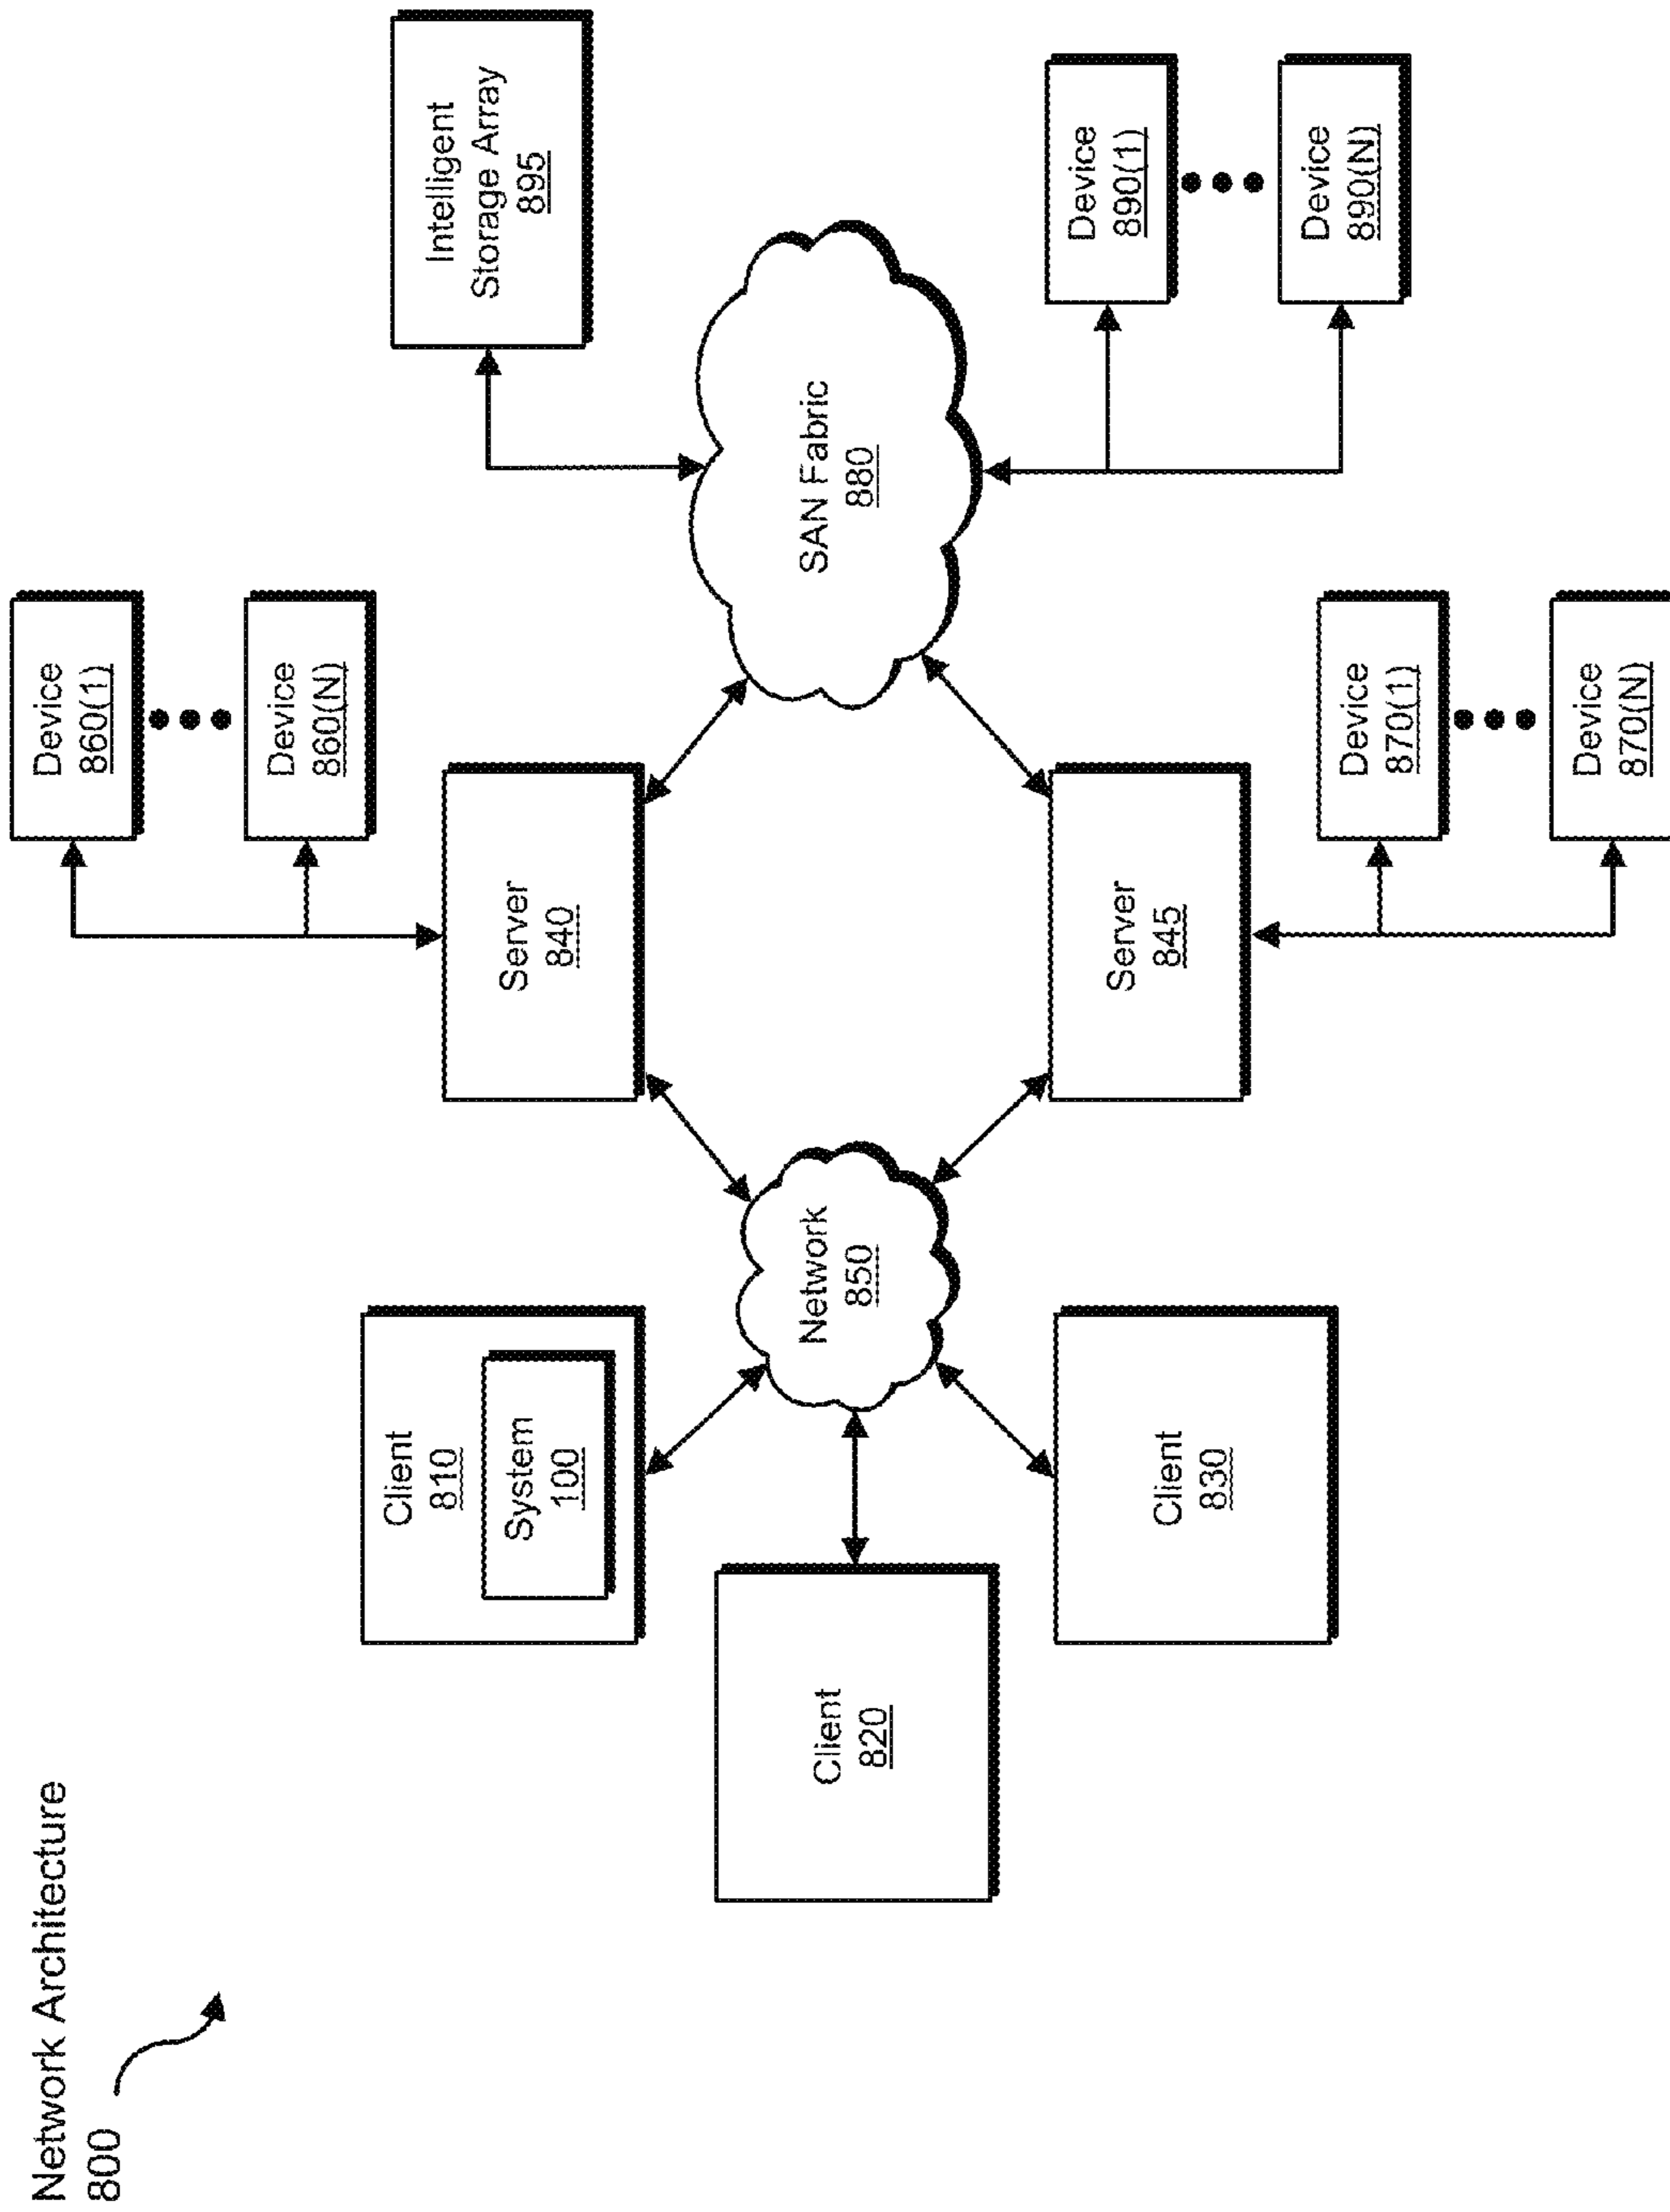 Network Architecture
800
Client
810
System
100
Client
820
Client
830
Network
850
Server
840
Server
845
Device
860(1)
Device
860(N)
Device
870(1)
Device
870(N)
SAN Fabric
880
Intelligent
Storage Array
895
Device
890(1)
Device
890(N)